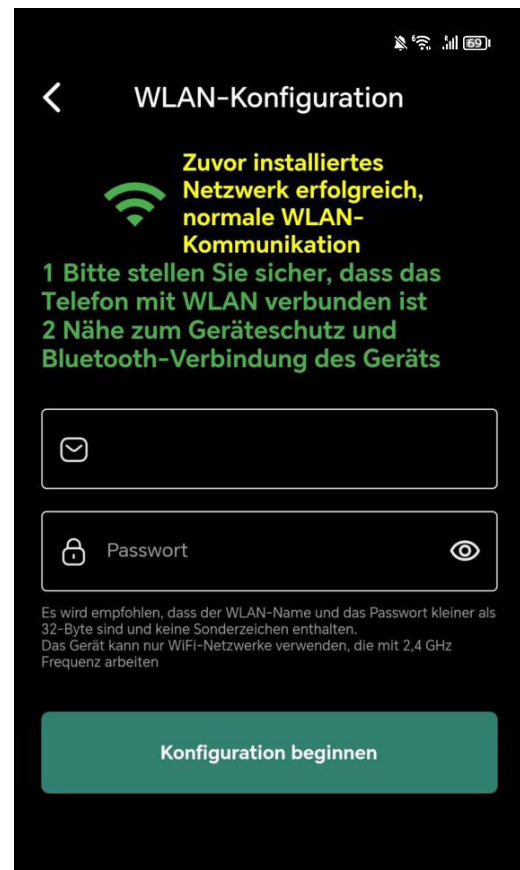 69
WLAN-Konfiguration
Zuvor installiertes
Netzwerk erfolgreich,
normale WLAN-
Kommunikation
1 Bitte stellen Sie sicher, dass das
Telefon mit WLAN verbunden ist
2 Nähe zum Geräteschutz und
Bluetooth-Verbindung des Geräts
Passwort
Es wird empfohlen, dass der WLAN-Name und das Passwort kleiner als
32-Byte sind und keine Sonderzeichen enthalten.
Das Gerät kann nur WiFi-Netzwerke verwenden, die mit 2,4 GHz
Frequenz arbeiten
Konfiguration beginnen